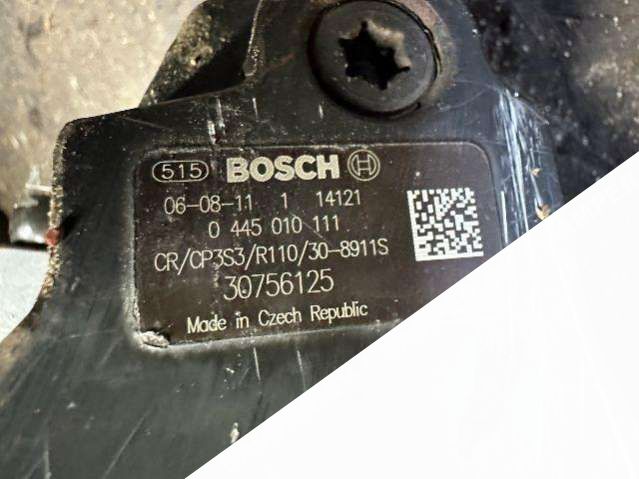 515 BOSCH
06-08-11 1 14121
0 445 010 111
CR/CP3S3/R110/30-8911S
30756125
Made in Czech Republic